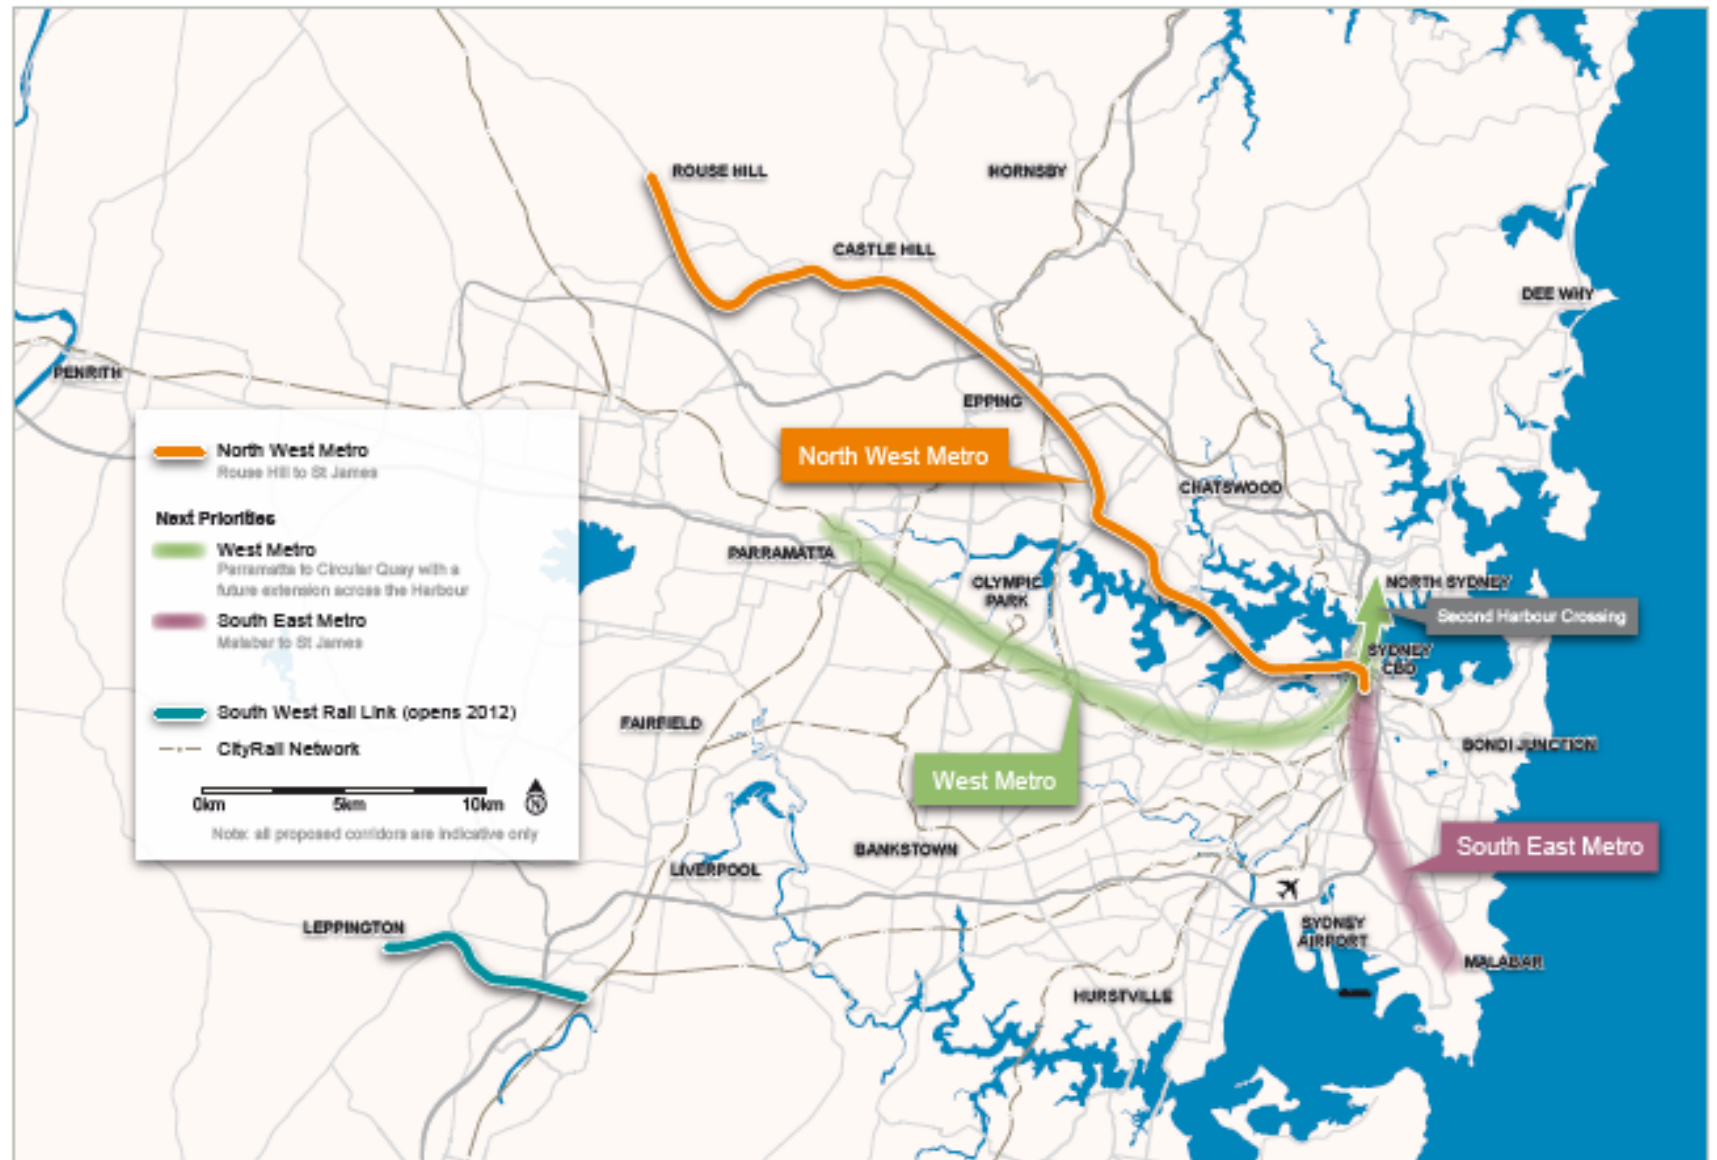 ROUSE HILL
HORNSBY
CASTLE HILL
DEE WHY
PENRITH
EPPING
North West Metro
CHATSWOOD
North West Metro
Rouse Hill to St James
Next Priorities
West Metro
Parramatta to Circular Quay with a
future extension across the Harbour
South East Metro
Malabar to St James
South West Rail Link (opens 2012)
CityRail Network
0km
5km
10km
N
Note: all proposed corridors are indicative only
PARRAMATTA
OLYMPIC
PARK
NORTH SYDNEY
Second Harbour Crossing
SYDNEY
CBD
FAIRFIELD
BONDI JUNCTION
West Metro
South East Metro
BANKSTOWN
LIVERPOOL
LEPPINGTON
SYDNEY
AIRPORT
MALABAR
HURSTVILLE